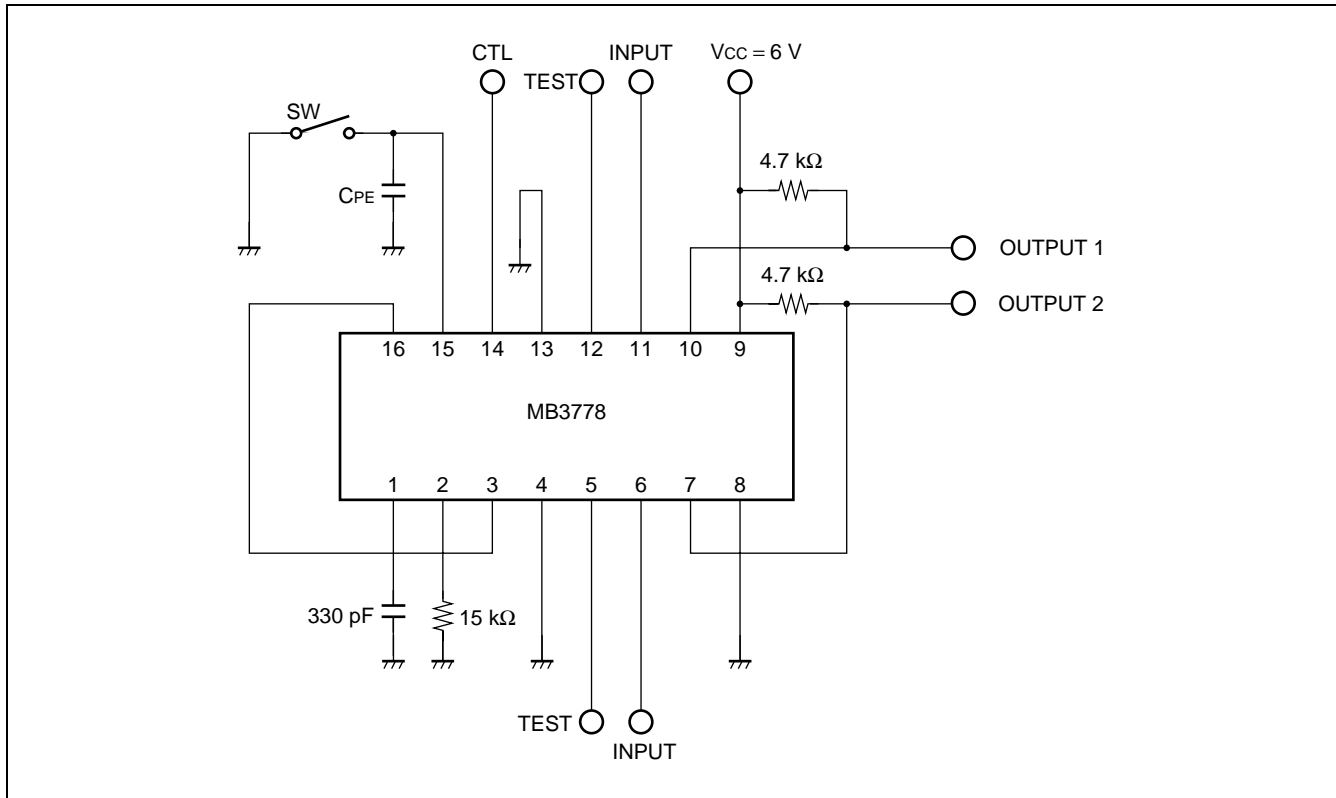 CTL
TEST
INPUT
VCC = 6 V
SW
4.7 kΩ
CPE
OUTPUT 1
4.7 kΩ
OUTPUT 2
16 15 14 13 12 11 10 9
MB3778
1 2 3 4 5 6 7 8
330 pF
15 kΩ
TEST
INPUT